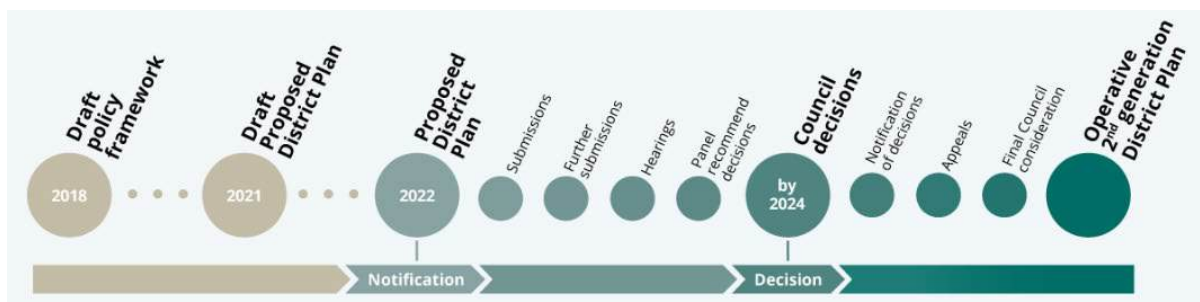 Draft
policy
framework
2018
Draft
Proposed
District Plan
2021
Proposed
District
Plan
2022
Submissions
Further
submissions
Hearings
Panel
recommend
decisions
Council
decisions
by
2024
Notification
of decisions
Appeals
Final Council
consideration
Operative
2nd generation
District Plan
Notification
Decision